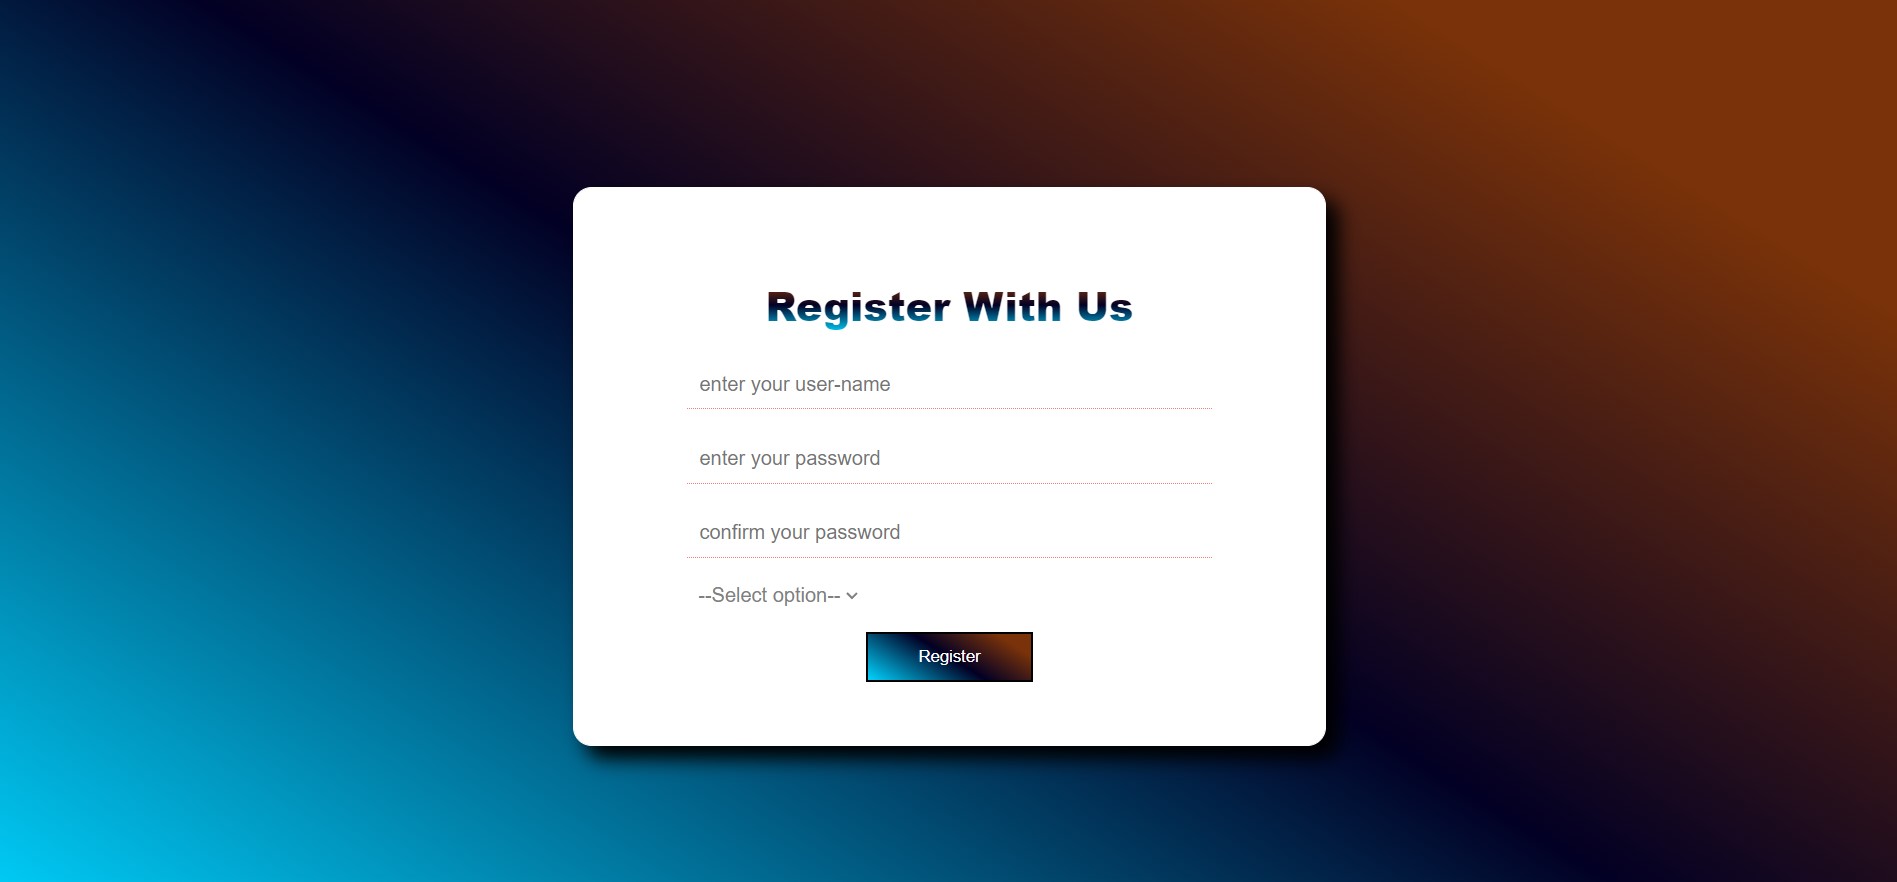 Register With Us
enter your user-name
enter your password
confirm your password
--Select option--
Register